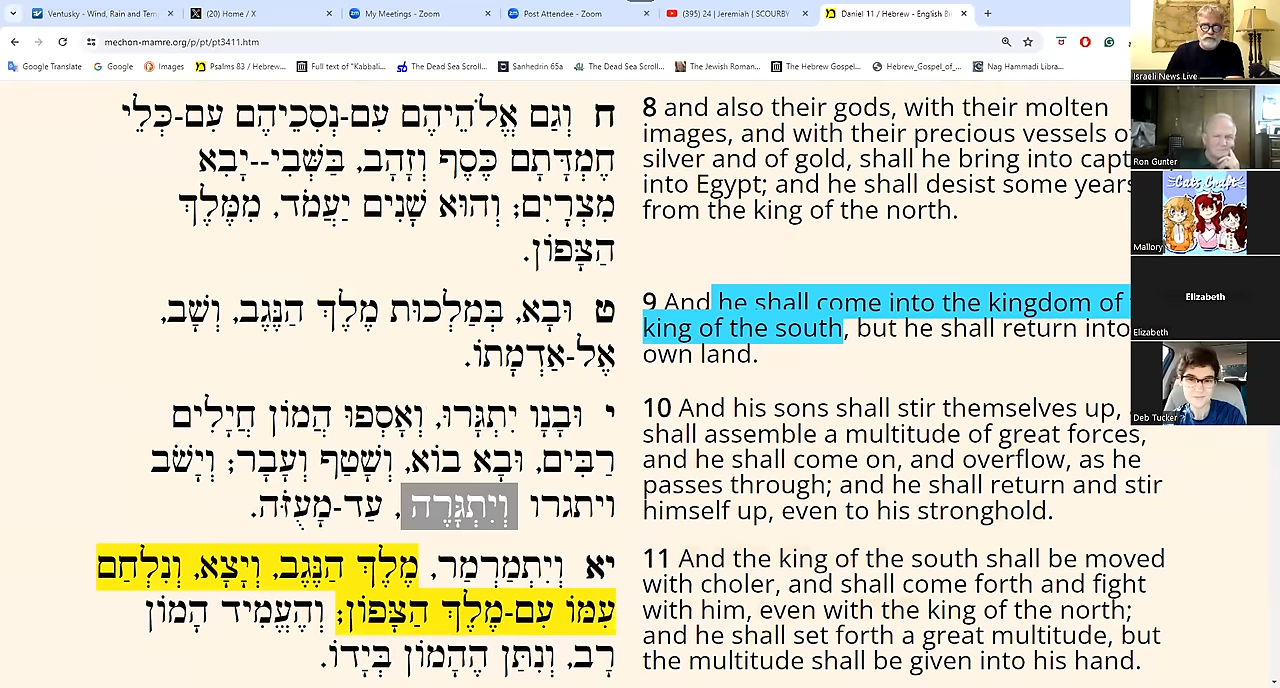 Ventusky - Wind, Rain and Temp
(20) Home / X
My Meetings - Zoom
Post Attendee - Zoom
(395) 24 | Jeremiah { SCOURBY
Daniel 11 / Hebrew - English Bi
mechon-mamre.org/p/pt/pt3411.htm
Google Translate
Google
Images
Psalms 83 / Hebrew...
Full text of "Kabbali...
The Dead Sea Scroll...
Sanhedrin 65a
The Dead Sea Scroll...
The Jewish Roman...
The Hebrew Gospel...
Hebrew_Gospel_of_...
Nag Hammadi Libra...
ח וְגַם אֱלֹהֵיהֶם עִם-נְסִכֵיהֶם עִם-כְּלֵי
חֶמְדָּתָם כֶּסֶף וְזָהָב, בַּשְּׁבִי--יָבִא
מִצְרָיִם; וְהוּא שָׁנִים יַעֲמֹד, מִמֶּלֶךְ
הַצָּפוֹן.
8 and also their gods, with their molten
images, and with their precious vessels o
silver and of gold, shall he bring into capt
into Egypt; and he shall desist some years
from the king of the north.
ט וּבָא, בְּמַלְכוּת מֶלֶךְ הַנֶּגֶב, וְשָׁב,
אֶל-אַדְמָתוֹ.
9 And he shall come into the kingdom of
king of the south, but he shall return into
own land.
י וּבָנָו יִתְגָּרוּ, וְאָסְפוּ הֲמוֹן חֲיָלִים
רַבִּים, וּבָא בוֹא, וְשָׁטַף וְעָבָר; וְיָשֹׁב
ויתגרו וְיִתְגָּרֶה, עַד-מָעֻזֹּה.
10 And his sons shall stir themselves up,
shall assemble a multitude of great forces,
and he shall come on, and overflow, as he
passes through; and he shall return and stir
himself up, even to his stronghold.
יא וְיִתְמַרְמַר, מֶלֶךְ הַנֶּגֶב, וְיָצָא, וְנִלְחַם
עִמּוֹ עִם-מֶלֶךְ הַצָּפוֹן; וְהֶעֱמִיד הָמוֹן
רָב, וְנִתַּן הֶהָמוֹן בְּיָדוֹ.
11 And the king of the south shall be moved
with choler, and shall come forth and fight
with him, even with the king of the north;
and he shall set forth a great multitude, but
the multitude shall be given into his hand.
Israeli News Live
Ron Gunter
Cats Craft
Mallory
Elizabeth
Elizabeth
Deb Tucker